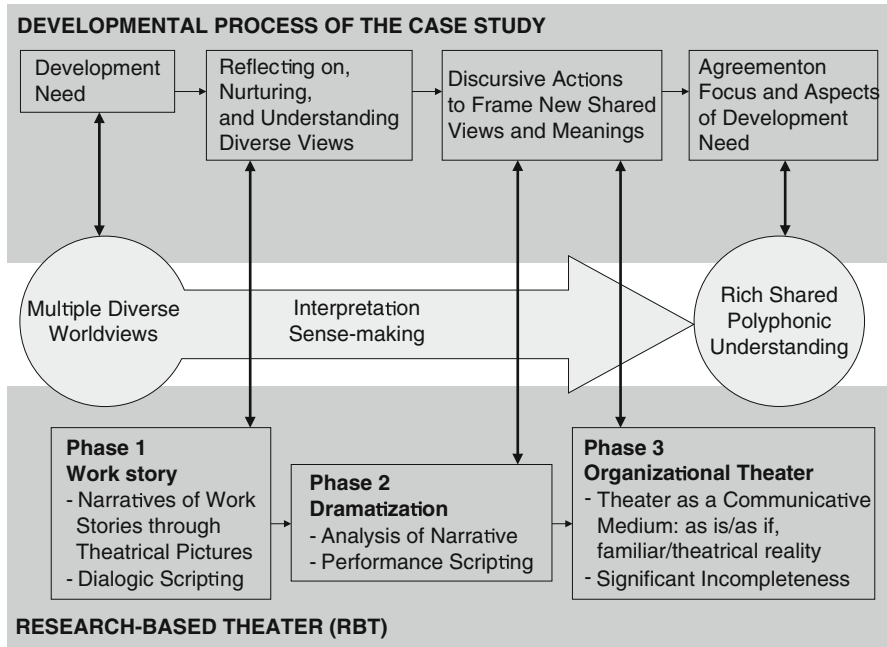 DEVELOPMENTAL PROCESS OF THE CASE STUDY
Development
Need
Reflecting on,
Nurturing,
and Understanding
Diverse Views
Discursive Actions
to Frame New Shared
Views and Meanings
Agreementon
Focus and Aspects
of Development
Need
Multiple Diverse
Worldviews
Interpretation
Sense-making
Rich Shared
Polyphonic
Understanding
Phase 1
Work story
- Narratives of Work
Stories through
Theatrical Pictures
- Dialogic Scripting
Phase 2
Dramatization
- Analysis of Narrative
- Performance Scripting
Phase 3
Organizational Theater
- Theater as a Communicative
Medium: as is/as if,
familiar/theatrical reality
- Significant Incompleteness
RESEARCH-BASED THEATER (RBT)